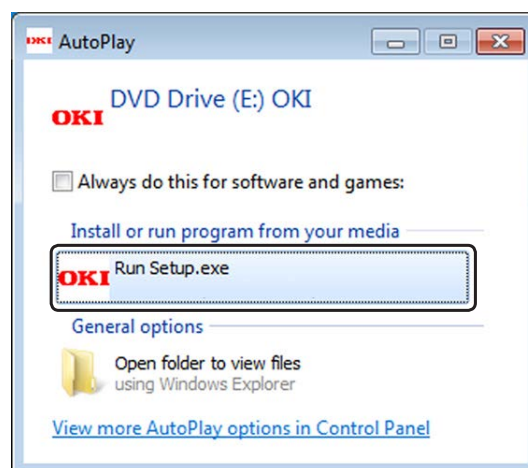 OKI AutoPlay
OKI DVD Drive (E:) OKI
Always do this for software and games:
Install or run program from your media
OKI Run Setup.exe
General options
Open folder to view files
using Windows Explorer
View more AutoPlay options in Control Panel